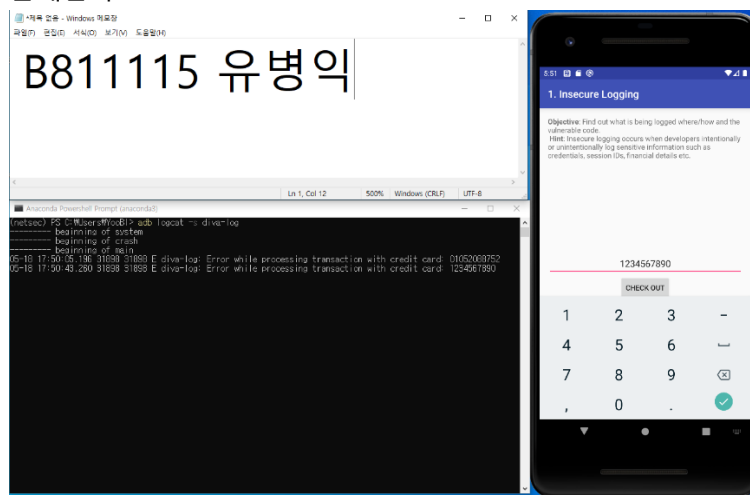 *제목 없음 - Windows 메모장
파일(F) 편집(E) 서식(O) 보기(V) 도움말(H)
B811115 유병익
Ln 1, Col 12 500% Windows (CRLF) UTF-8
Anaconda Powershell Prompt (anaconda3)
(netsec) PS C:\Users\YooBI> adb logcat -s diva-log
--------- beginning of system
--------- beginning of crash
--------- beginning of main
05-18 17:50:05.196 31898 31898 E diva-log: Error while processing transaction with credit card: 01052088752
05-18 17:50:43.260 31898 31898 E diva-log: Error while processing transaction with credit card: 1234567890
5:51
1. Insecure Logging
Objective: Find out what is being logged where/how and the
vulnerable code.
Hint: Insecure logging occurs when developers intentionally
or unintentionally log sensitive information such as
credentials, session IDs, financial details etc.
1234567890
CHECK OUT
1 2 3 -
4 5 6
7 8 9
, 0 .